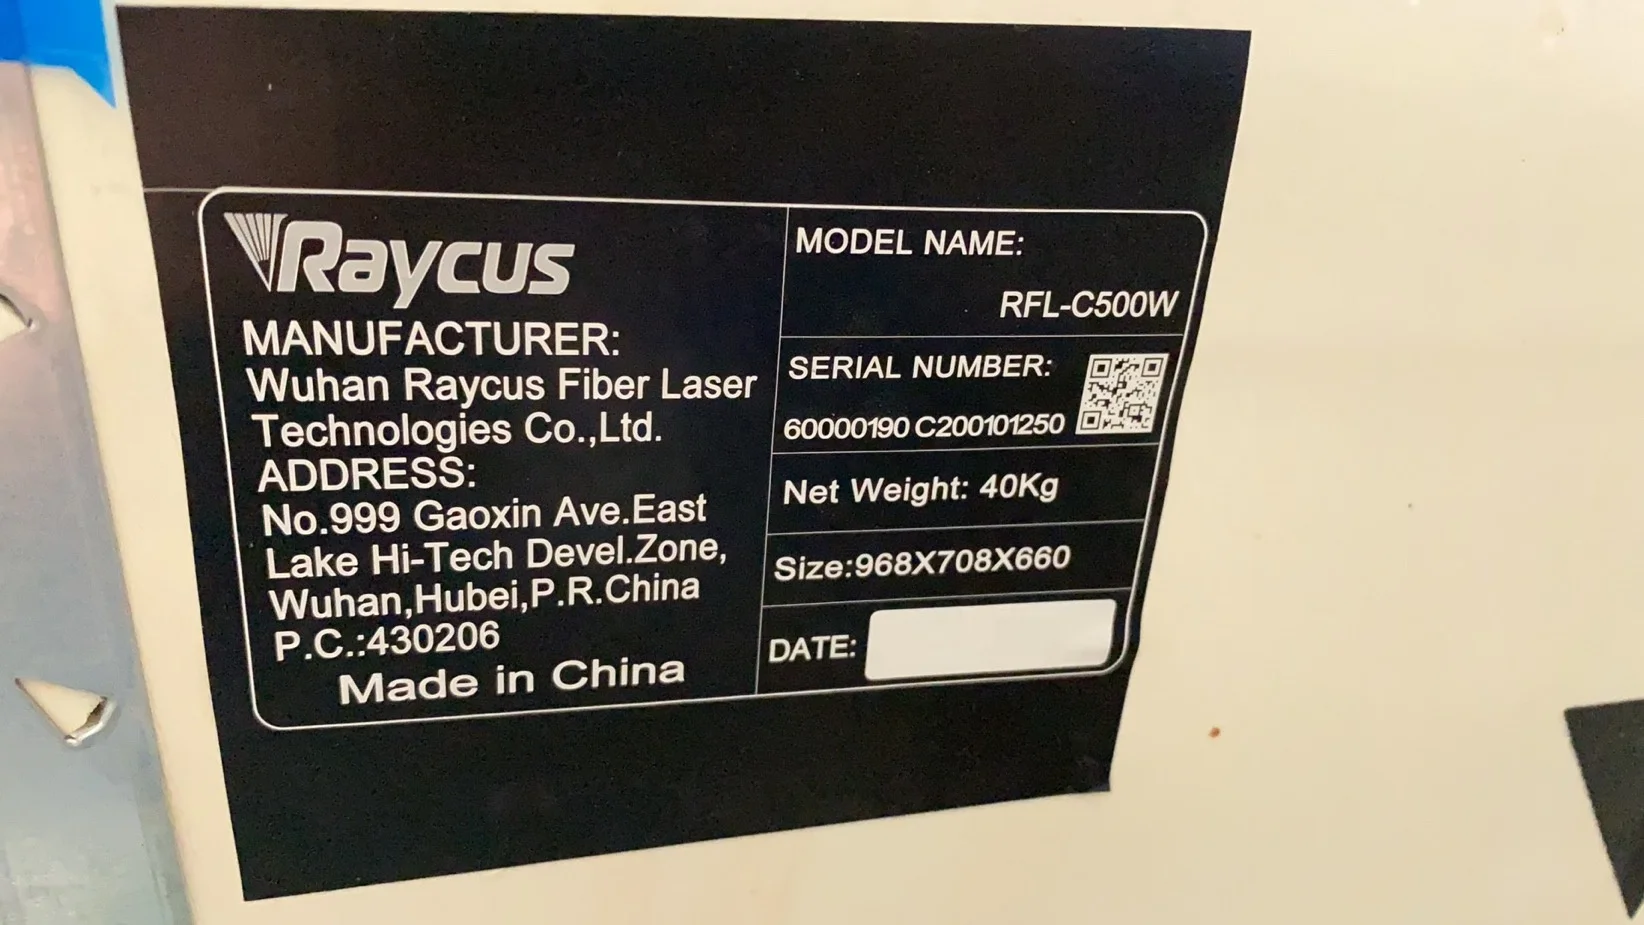 Raycus
MANUFACTURER:
Wuhan Raycus Fiber Laser
Technologies Co.,Ltd.
ADDRESS:
No.999 Gaoxin Ave.East
Lake Hi-Tech Devel.Zone,
Wuhan,Hubei,P.R.China
P.C.:430206
Made in China
MODEL NAME:
RFL-C500W
SERIAL NUMBER:
60000190 C200101250
Net Weight: 40Kg
Size:968X708X660
DATE: